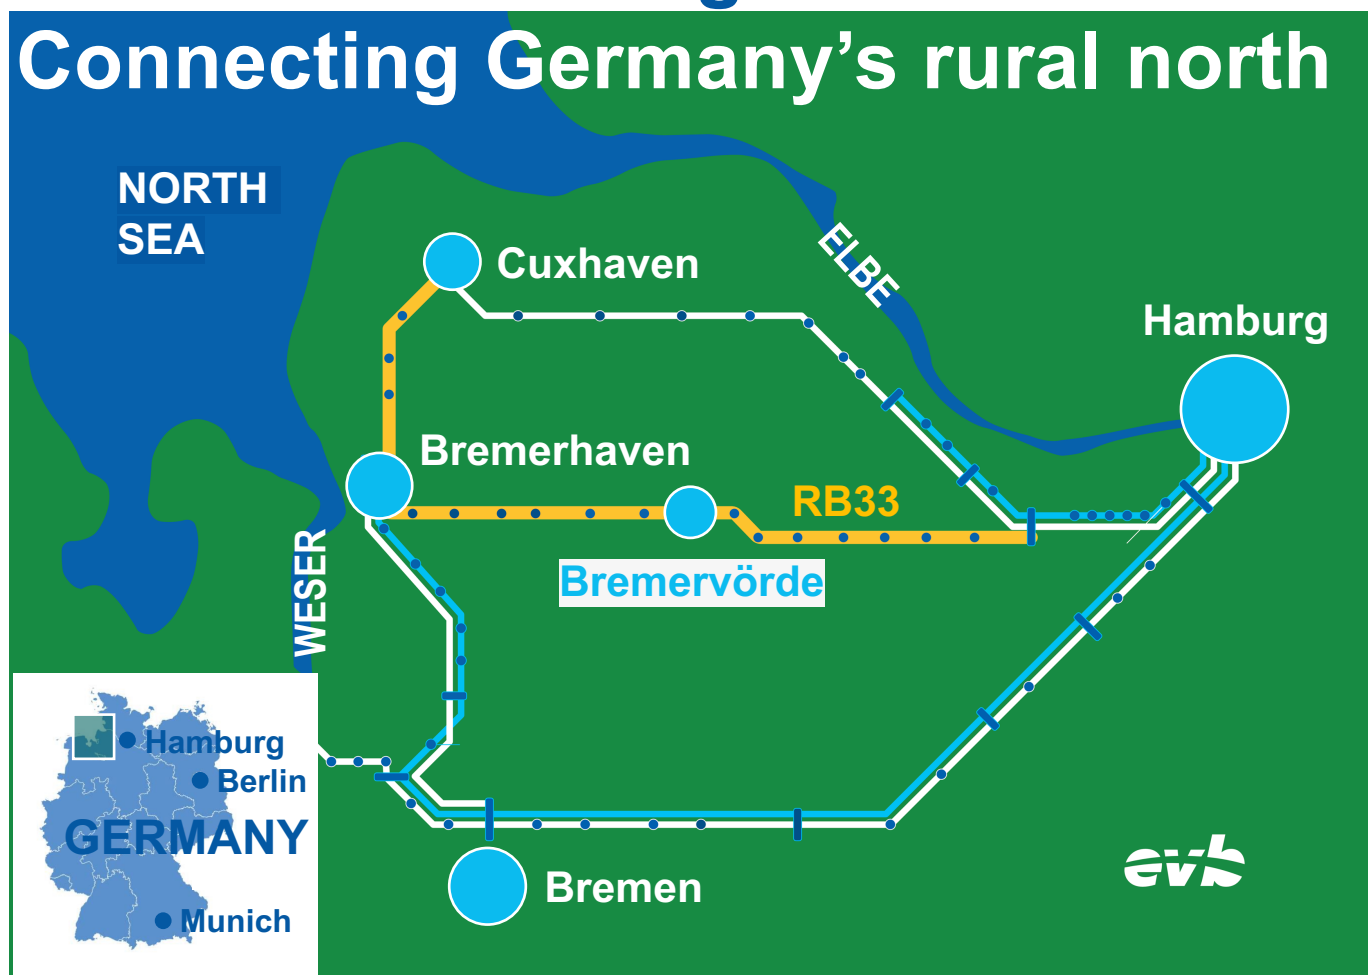 Connecting Germany's rural north
NORTH
SEA
Cuxhaven
ELBE
Hamburg
Bremerhaven
RB33
Bremervörde
WESER
Hamburg
Berlin
GERMANY
Munich
Bremen
evb